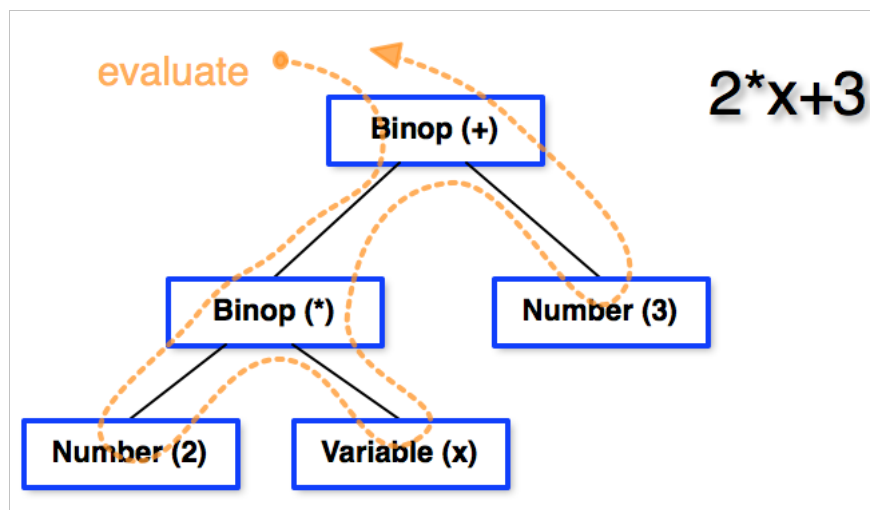 evaluate
2*x+3
Binop (+)
Binop (*)
Number (3)
Number (2)
Variable (x)